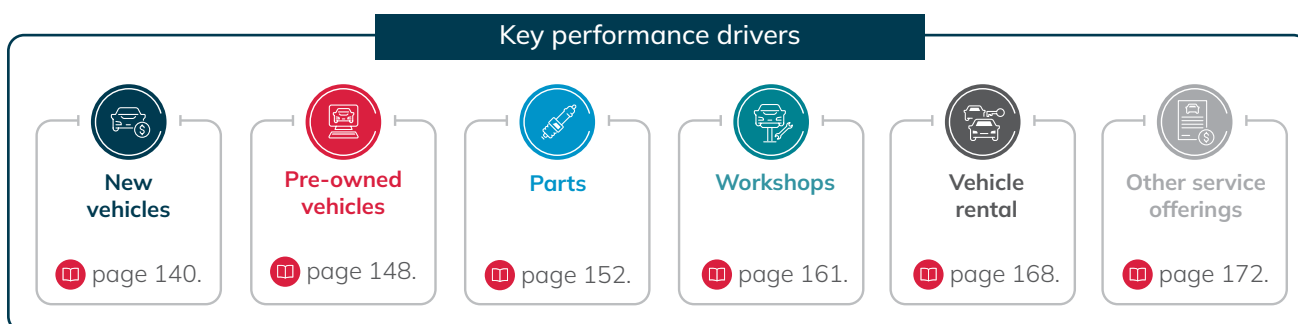 Key performance drivers
New
vehicles
page 140.
Pre-owned
vehicles
page 148.
Parts
page 152.
Workshops
page 161.
Vehicle
rental
page 168.
Other service
offerings
page 172.